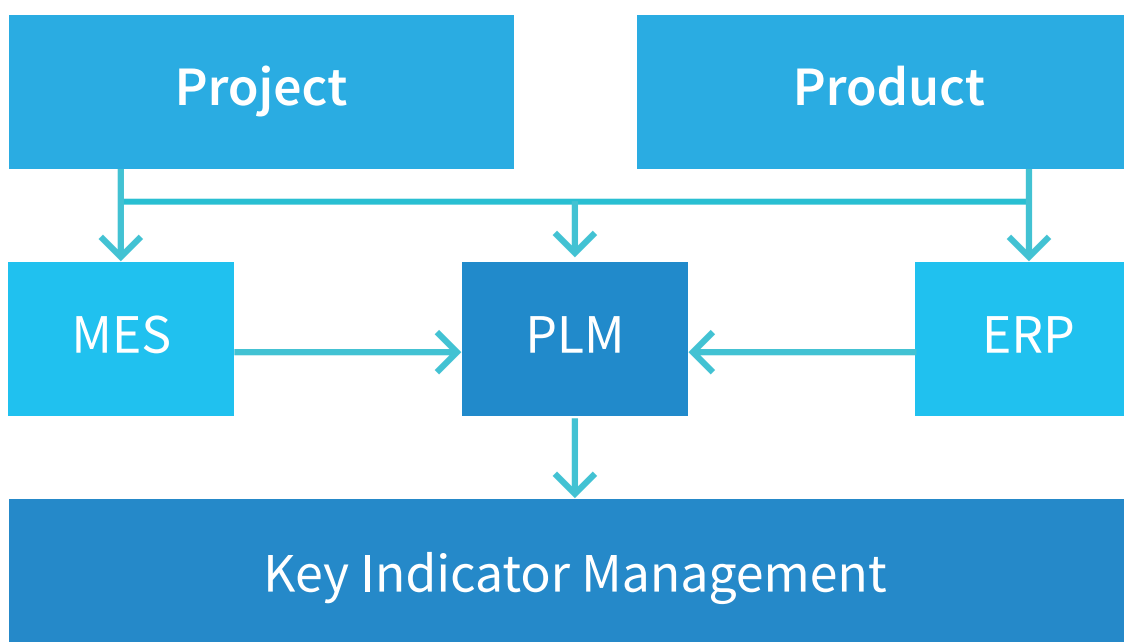 Project
Product
MES
PLM
ERP
Key Indicator Management